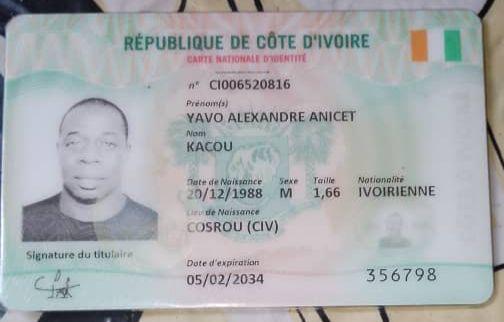 RÉPUBLIQUE DE CÔTE D'IVOIRE
CARTE NATIONALE D'IDENTITÉ
n° CI006520816
Prénom(s)
YAVO ALEXANDRE ANICET
Nom
KACOU
Date de Naissance Sexe Taille Nationalité
20/12/1988 M 1,66 IVOIRIENNE
Lieu de Naissance
COSROU (CIV)
Signature du titulaire
Date d'expiration
05/02/2034
356798